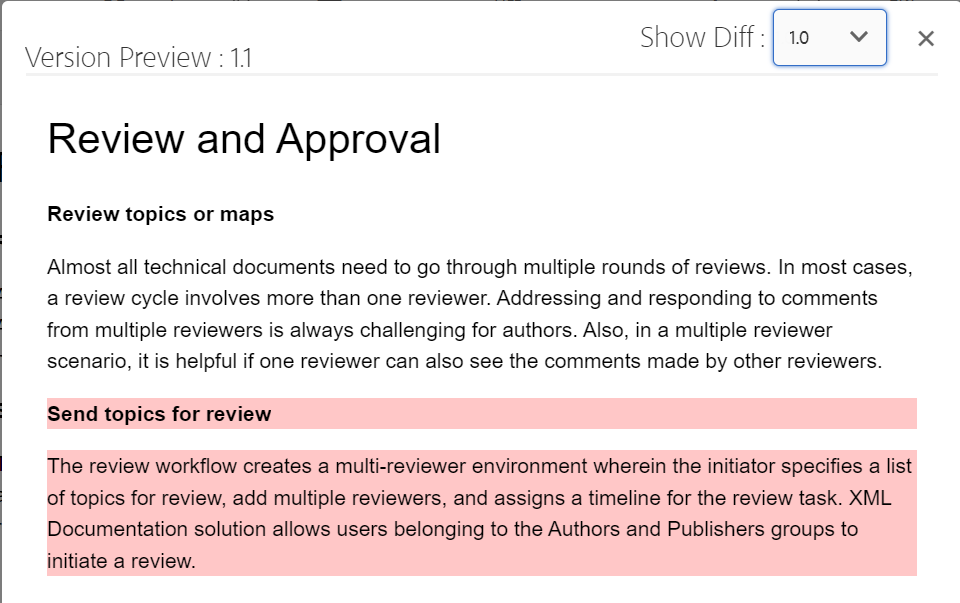 Version Preview : 1.1
Show Diff : 1.0
Review and Approval
Review topics or maps
Almost all technical documents need to go through multiple rounds of reviews. In most cases,
a review cycle involves more than one reviewer. Addressing and responding to comments
from multiple reviewers is always challenging for authors. Also, in a multiple reviewer
scenario, it is helpful if one reviewer can also see the comments made by other reviewers.
Send topics for review
The review workflow creates a multi-reviewer environment wherein the initiator specifies a list
of topics for review, add multiple reviewers, and assigns a timeline for the review task. XML
Documentation solution allows users belonging to the Authors and Publishers groups to
initiate a review.